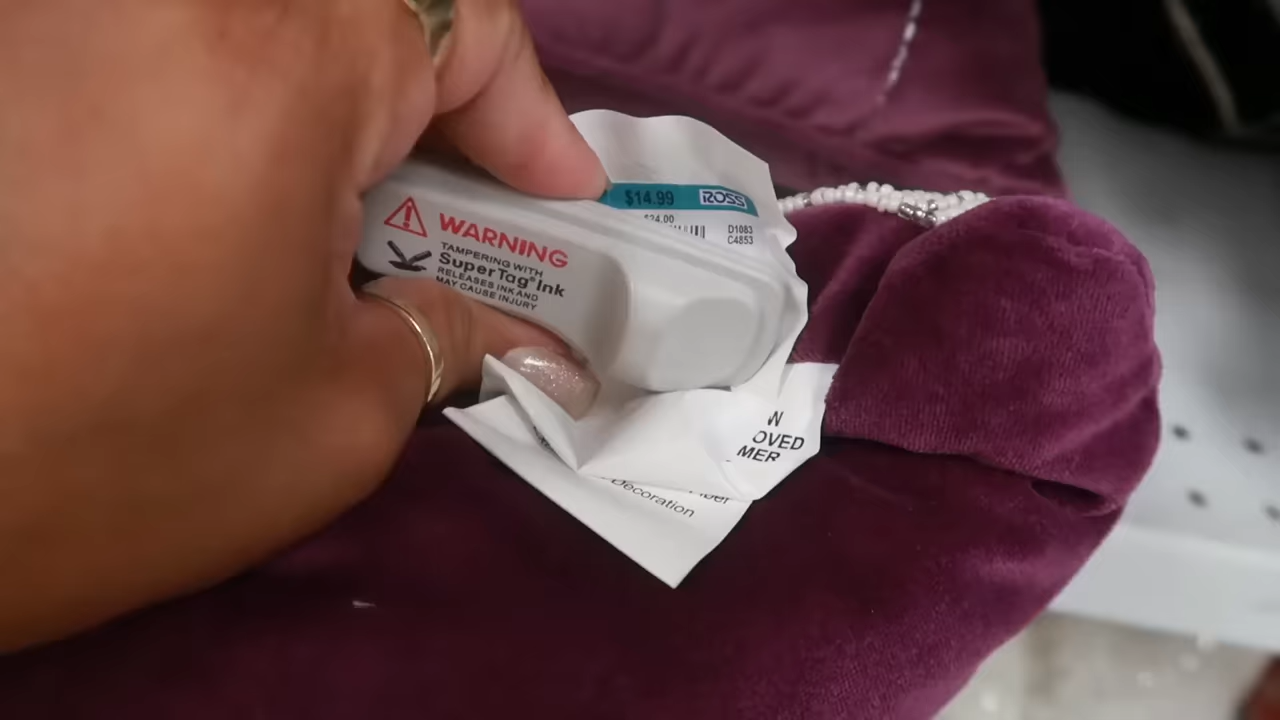 $14.99 ROSS
$24.00
D1083
C4853
WARNING
TAMPERING WITH
SuperTag® Ink
RELEASES INK AND
MAY CAUSE INJURY
W
OVED
MER
ber
Decoration